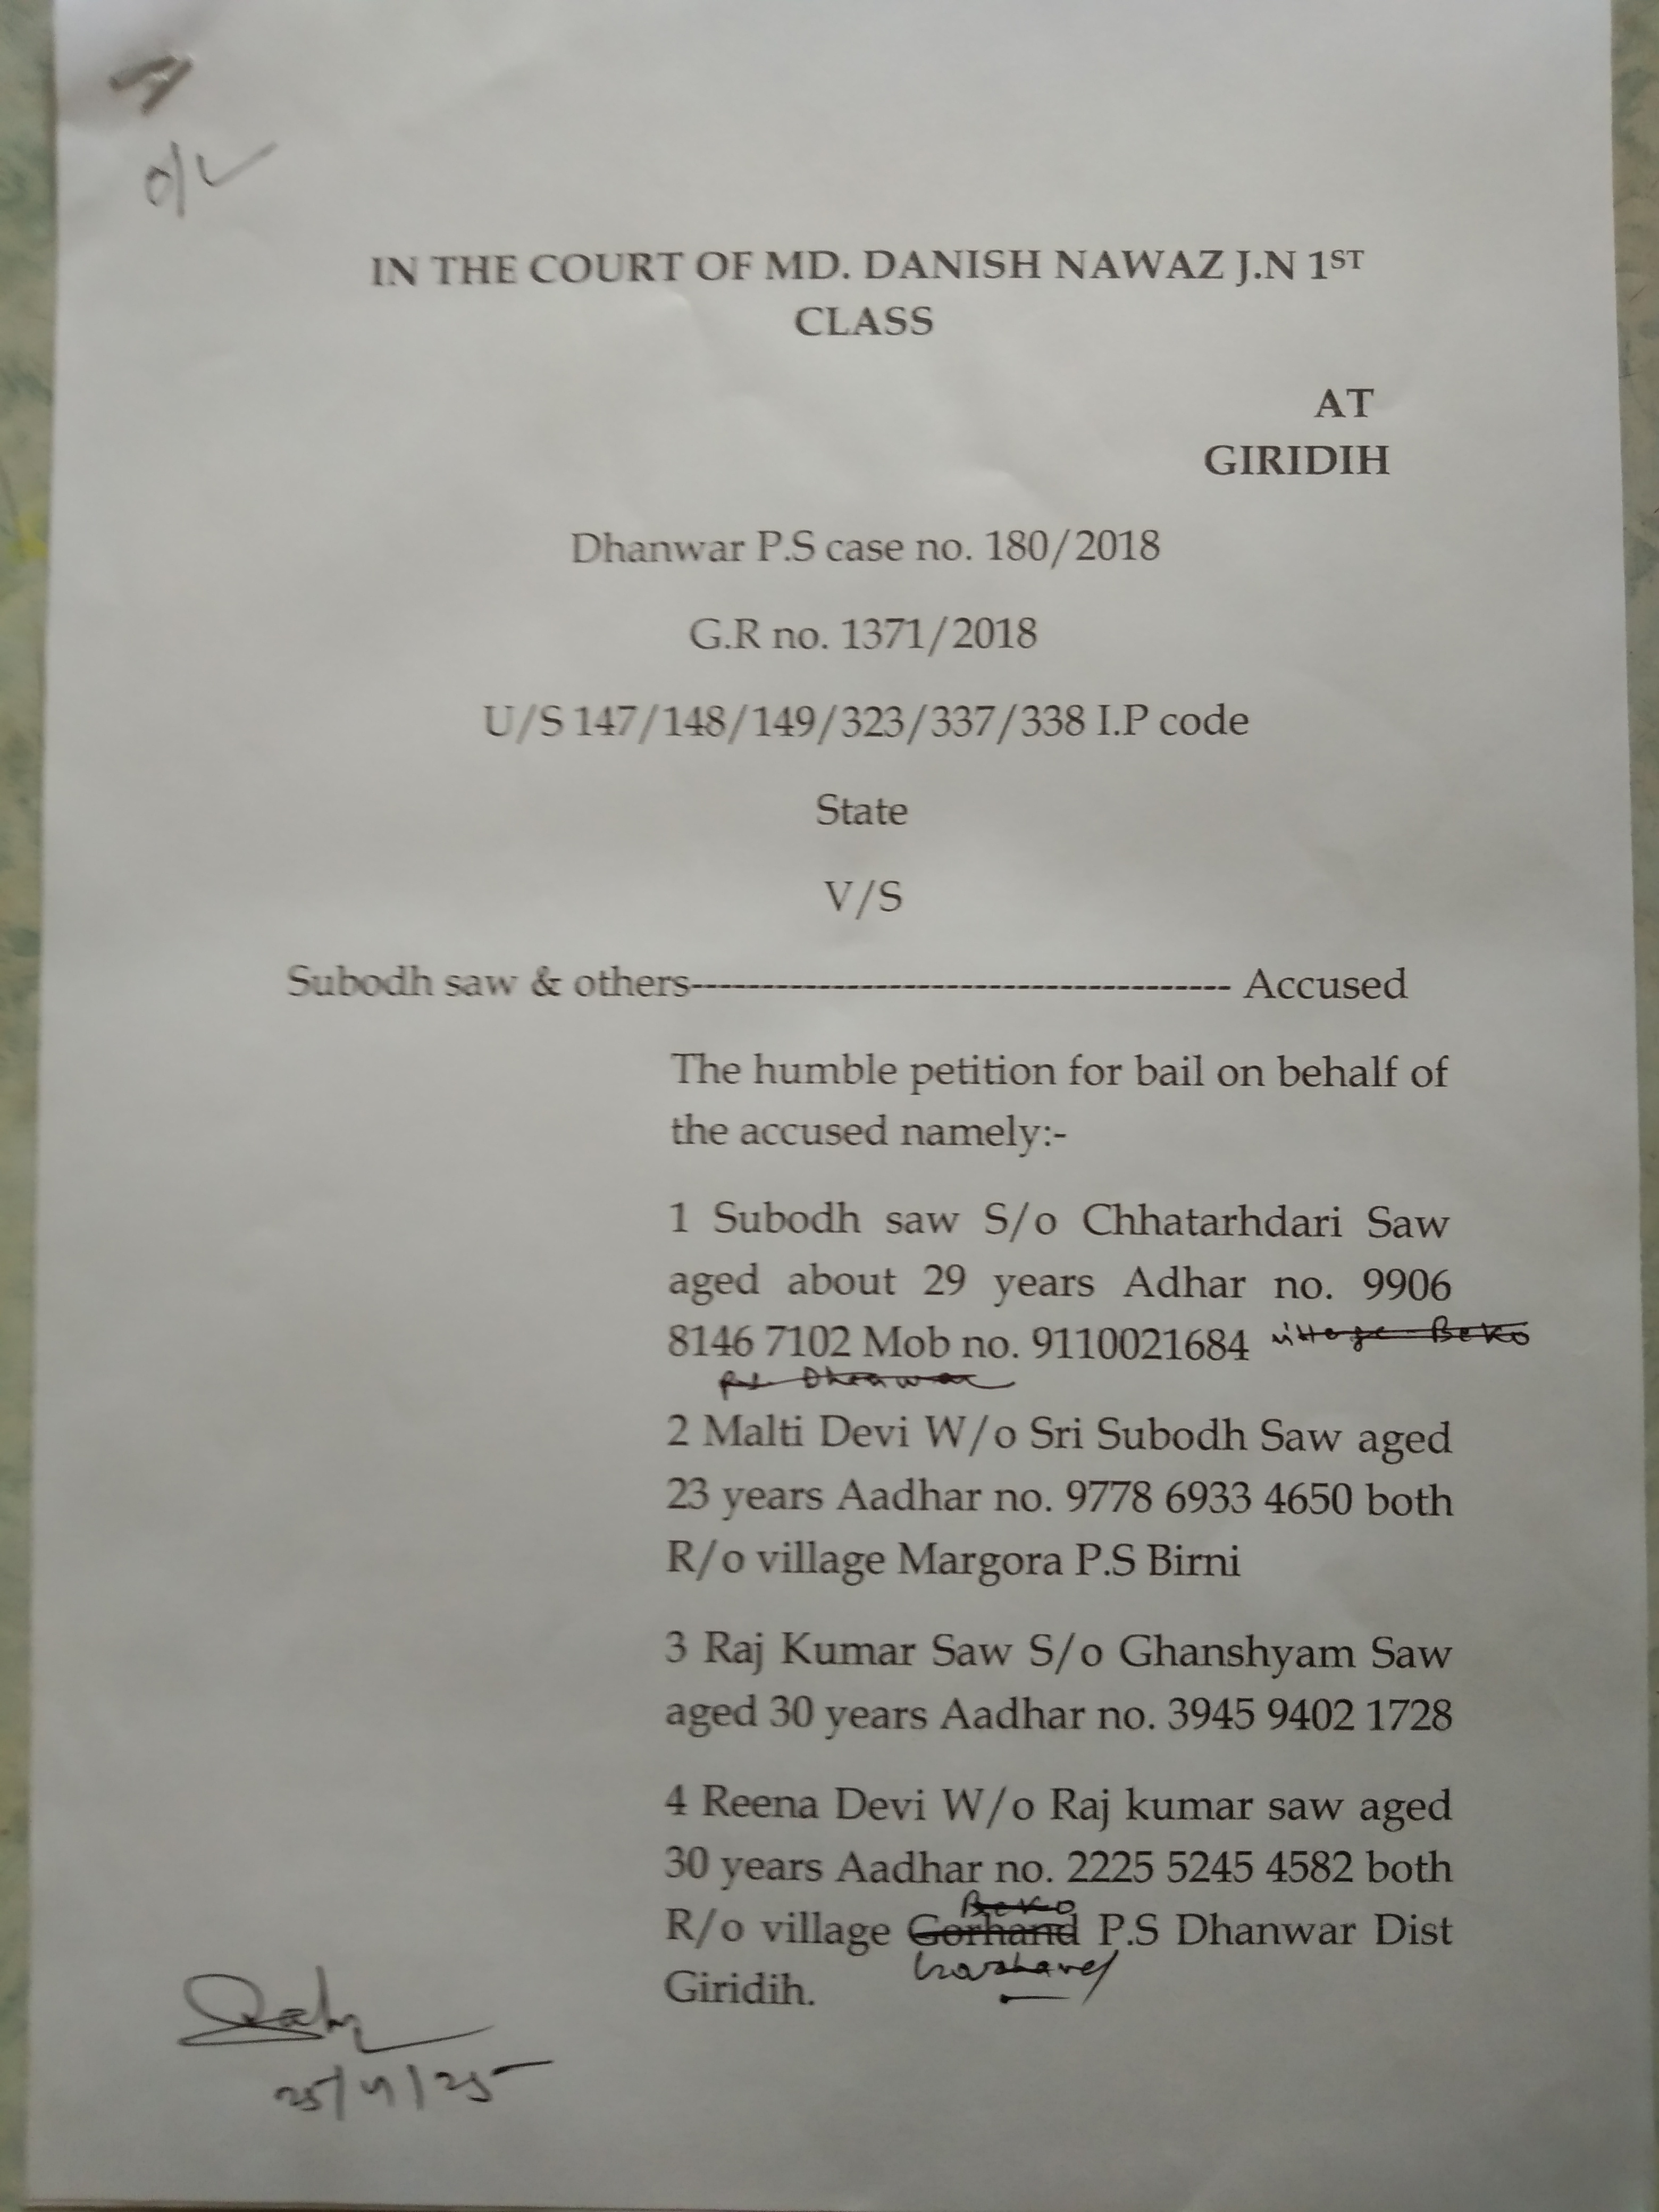 IN THE COURT OF MD. DANISH NAWAZ J.N 1ST
CLASS
AT
GIRIDIH
Dhanwar P.S case no. 180/2018
G.R no. 1371/2018
U/S 147/148/149/323/337/338 I.P code
State
V/S
Subodh saw & others-------------------------------------- Accused
The humble petition for bail on behalf of
the accused namely:-
1 Subodh saw S/o Chhatarhdari Saw
aged about 29 years Adhar no. 9906
8146 7102 Mob no. 9110021684 village Beko
P.S. Dhanwar
2 Malti Devi W/o Sri Subodh Saw aged
23 years Aadhar no. 9778 6933 4650 both
R/o village Margora P.S Birni
3 Raj Kumar Saw S/o Ghanshyam Saw
aged 30 years Aadhar no. 3945 9402 1728
4 Reena Devi W/o Raj kumar saw aged
30 years Aadhar no. 2225 5245 4582 both
Beko
R/o village Gorhand P.S Dhanwar Dist
Giridih.